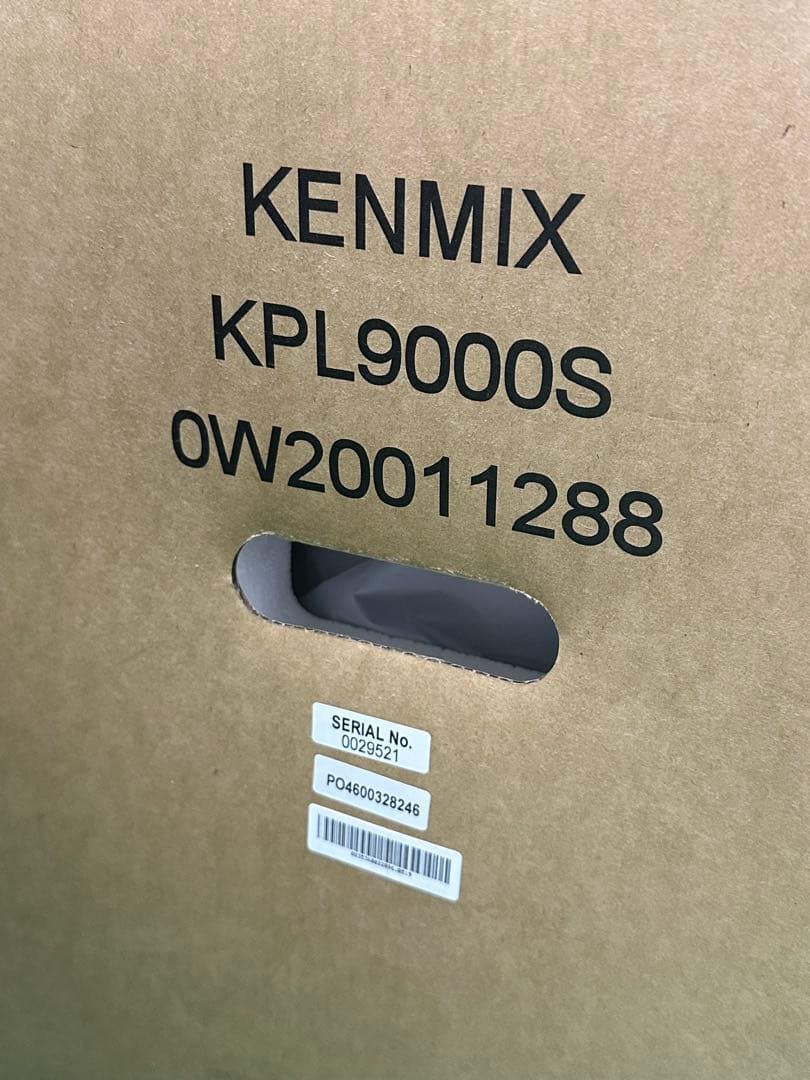 KENMIX
KPL9000S
0W20011288
SERIAL No.
0029521
PO4600328246